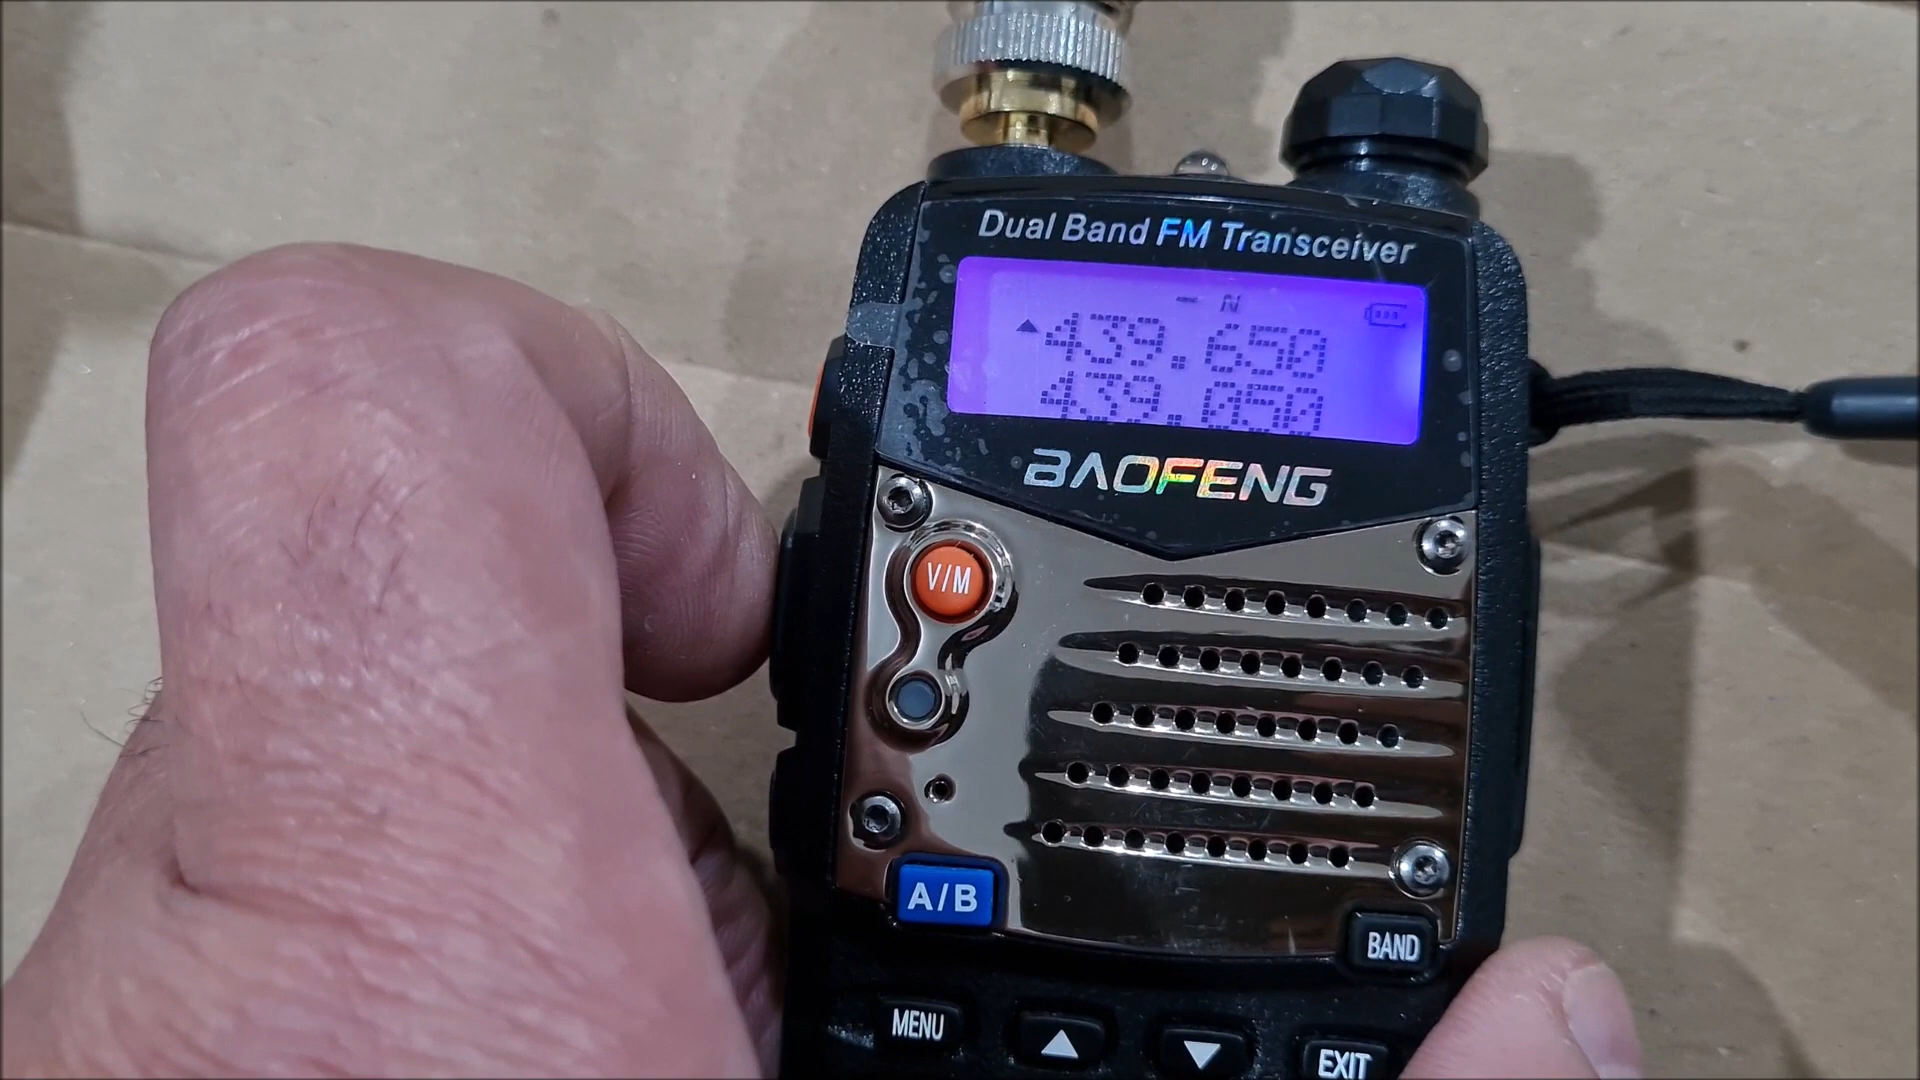 Dual Band FM Transceiver
N
▲439.650
439.050
BAOFENG
V/M
A/B
BAND
MENU
▲
▼
EXIT